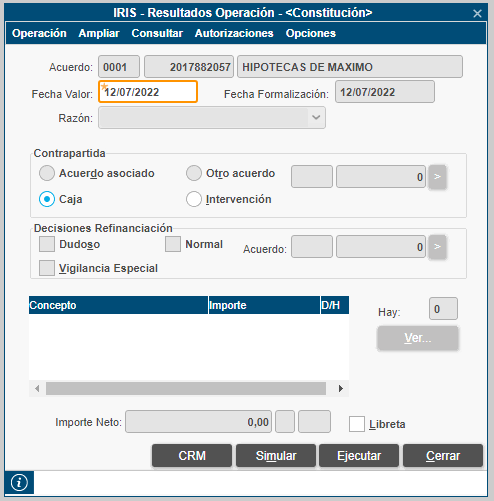 IRIS - Resultados Operación - <Constitución>
Operación Ampliar Consultar Autorizaciones Opciones
Acuerdo: 0001 2017882057 HIPOTECAS DE MAXIMO
Fecha Valor: 12/07/2022 Fecha Formalización: 12/07/2022
Razón:
Contrapartida
Acuerdo asociado Otro acuerdo 0 >
Caja Intervención
Decisiones Refinanciación
Dudoso Normal Acuerdo: 0 >
Vigilancia Especial
Concepto Importe D/H
Hay: 0
Ver...
Importe Neto: 0,00 Libreta
CRM Simular Ejecutar Cerrar